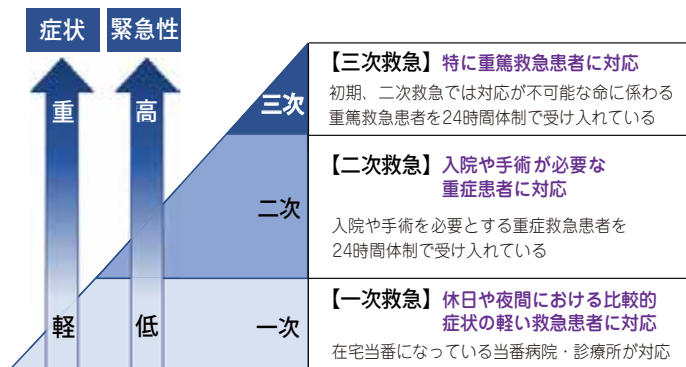 症状
緊急性
重
高
軽
低
三次
【三次救急】特に重篤救急患者に対応
初期、二次救急では対応が不可能な命に係わる
重篤救急患者を24時間体制で受け入れている
二次
【二次救急】入院や手術が必要な
重症患者に対応
入院や手術を必要とする重症救急患者を
24時間体制で受け入れている
一次
【一次救急】休日や夜間における比較的
症状の軽い救急患者に対応
在宅当番になっている当番病院・診療所が対応